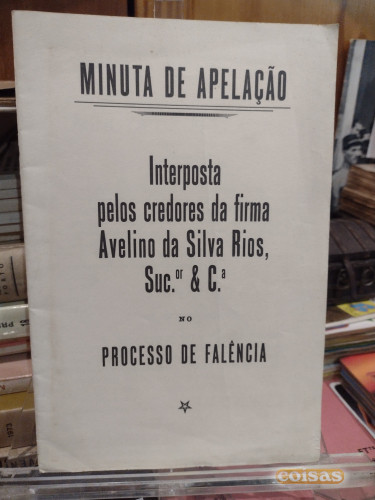 MINUTA DE APELAÇÃO
Interposta
pelos credores da firma
Avelino da Silva Rios,
Suc.or & C.a
NO
PROCESSO DE FALÊNCIA
coisas